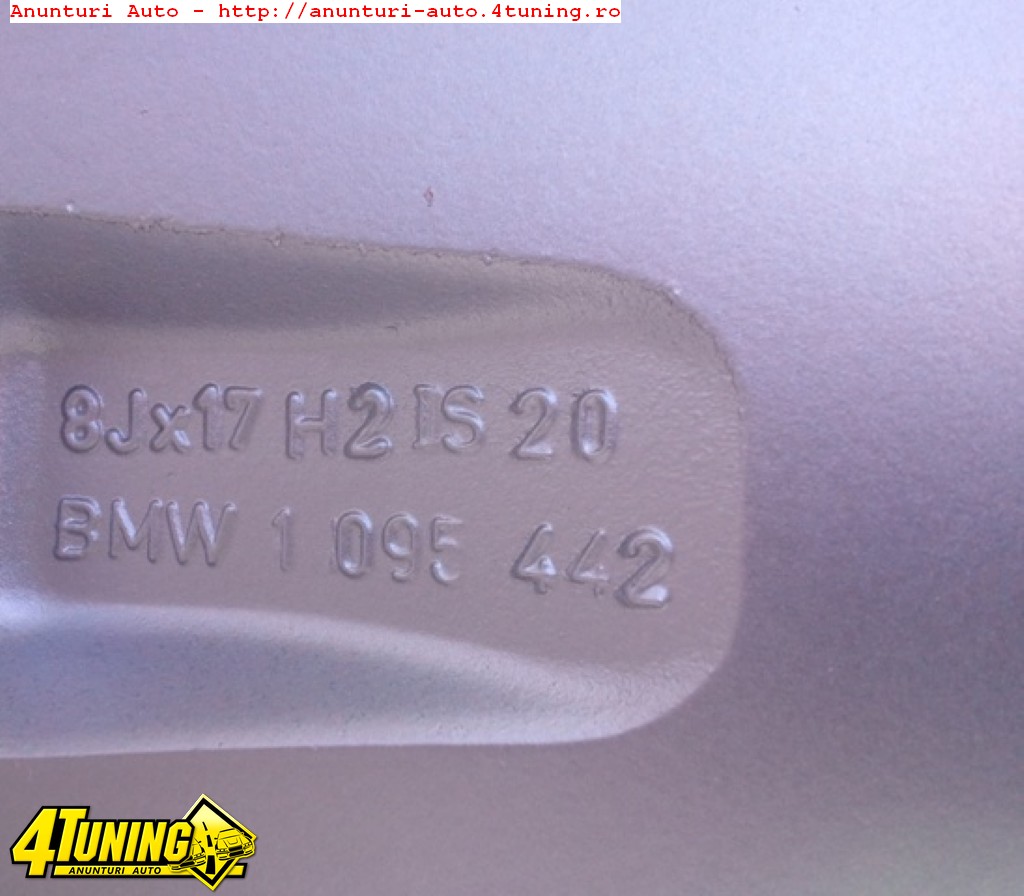 Anunturi Auto - http://anunturi-auto.4tuning.ro
8Jx17 H2 IS 20
BMW 1 095 442
4TUNING
ANUNTURI AUTO